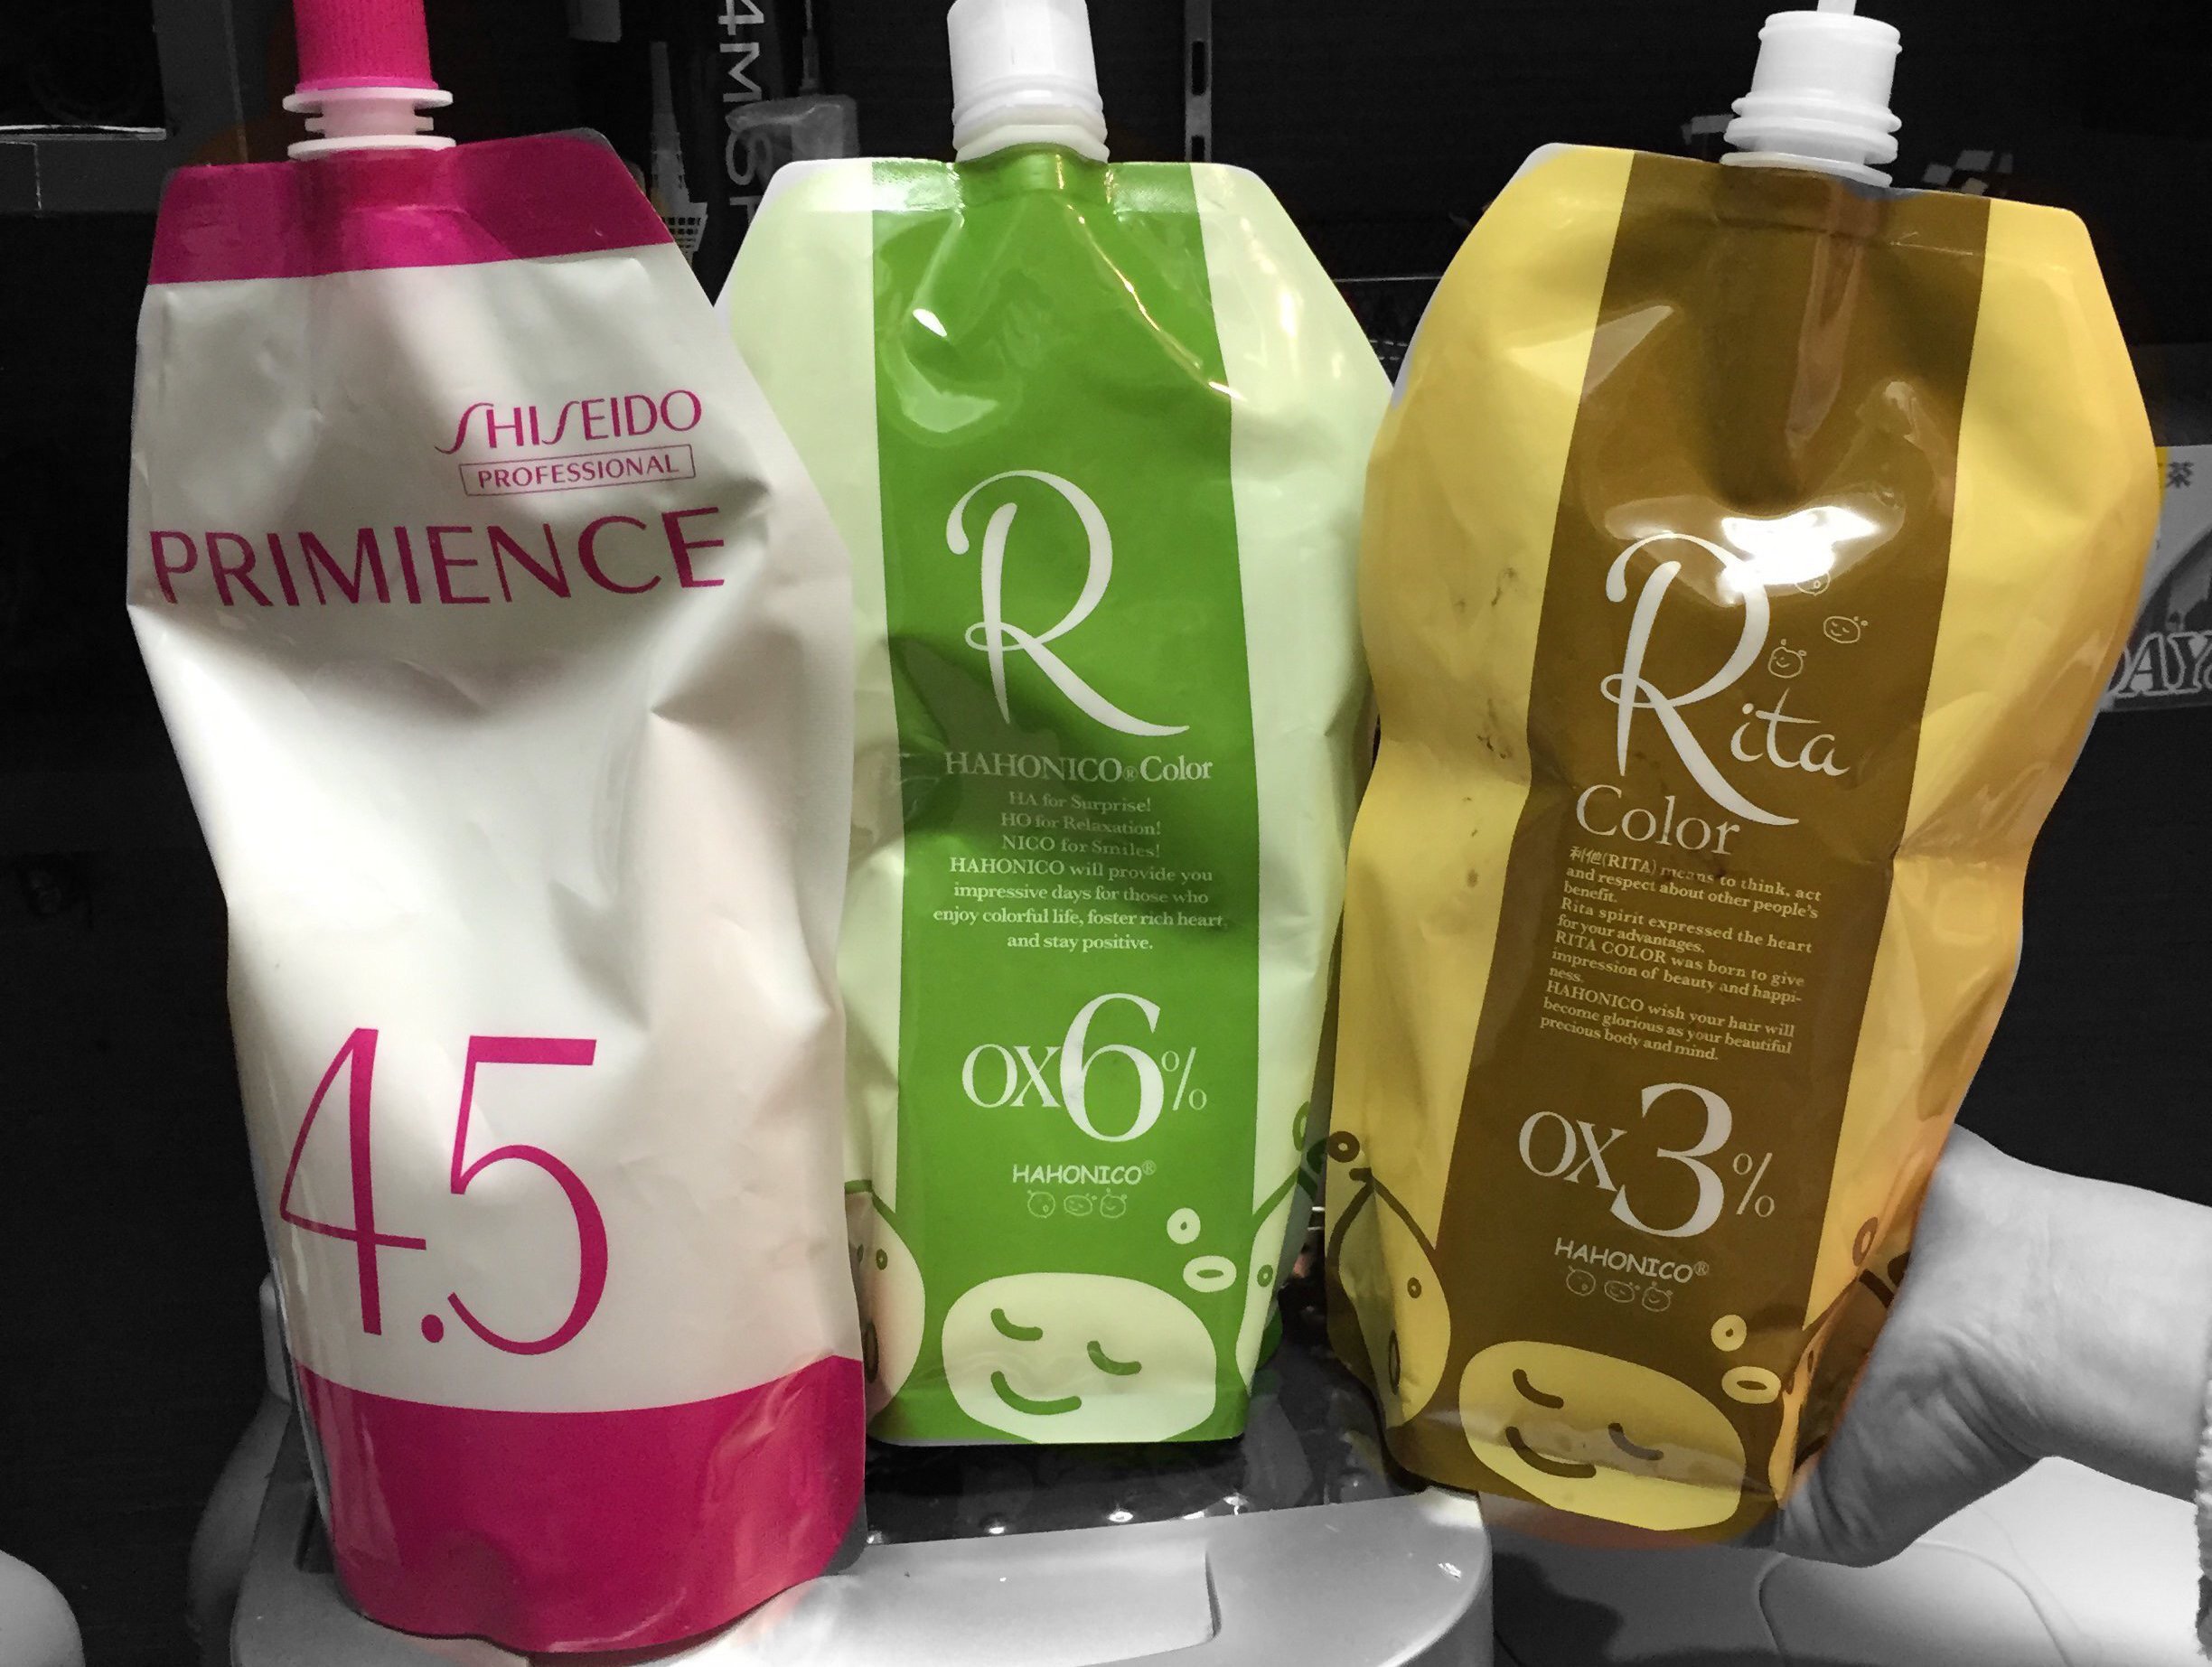 SHISEIDO
PROFESSIONAL
PRIMIENCE
4.5
R
HAHONICO®Color
HA for Surprise!
HO for Relaxation!
NICO for Smiles!
HAHONICO will provide you
impressive days for those who
enjoy colorful life, foster rich heart,
and stay positive.
OX6%
HAHONICO®
Rita
Color
利他(RITA) means to think, act
and respect about other people's
benefit.
Rita spirit expressed the heart
for your advantages.
RITA COLOR was born to give
impression of beauty and happi-
ness.
HAHONICO wish your hair will
become glorious as your beautiful
precious body and mind.
OX3%
HAHONICO®
茶